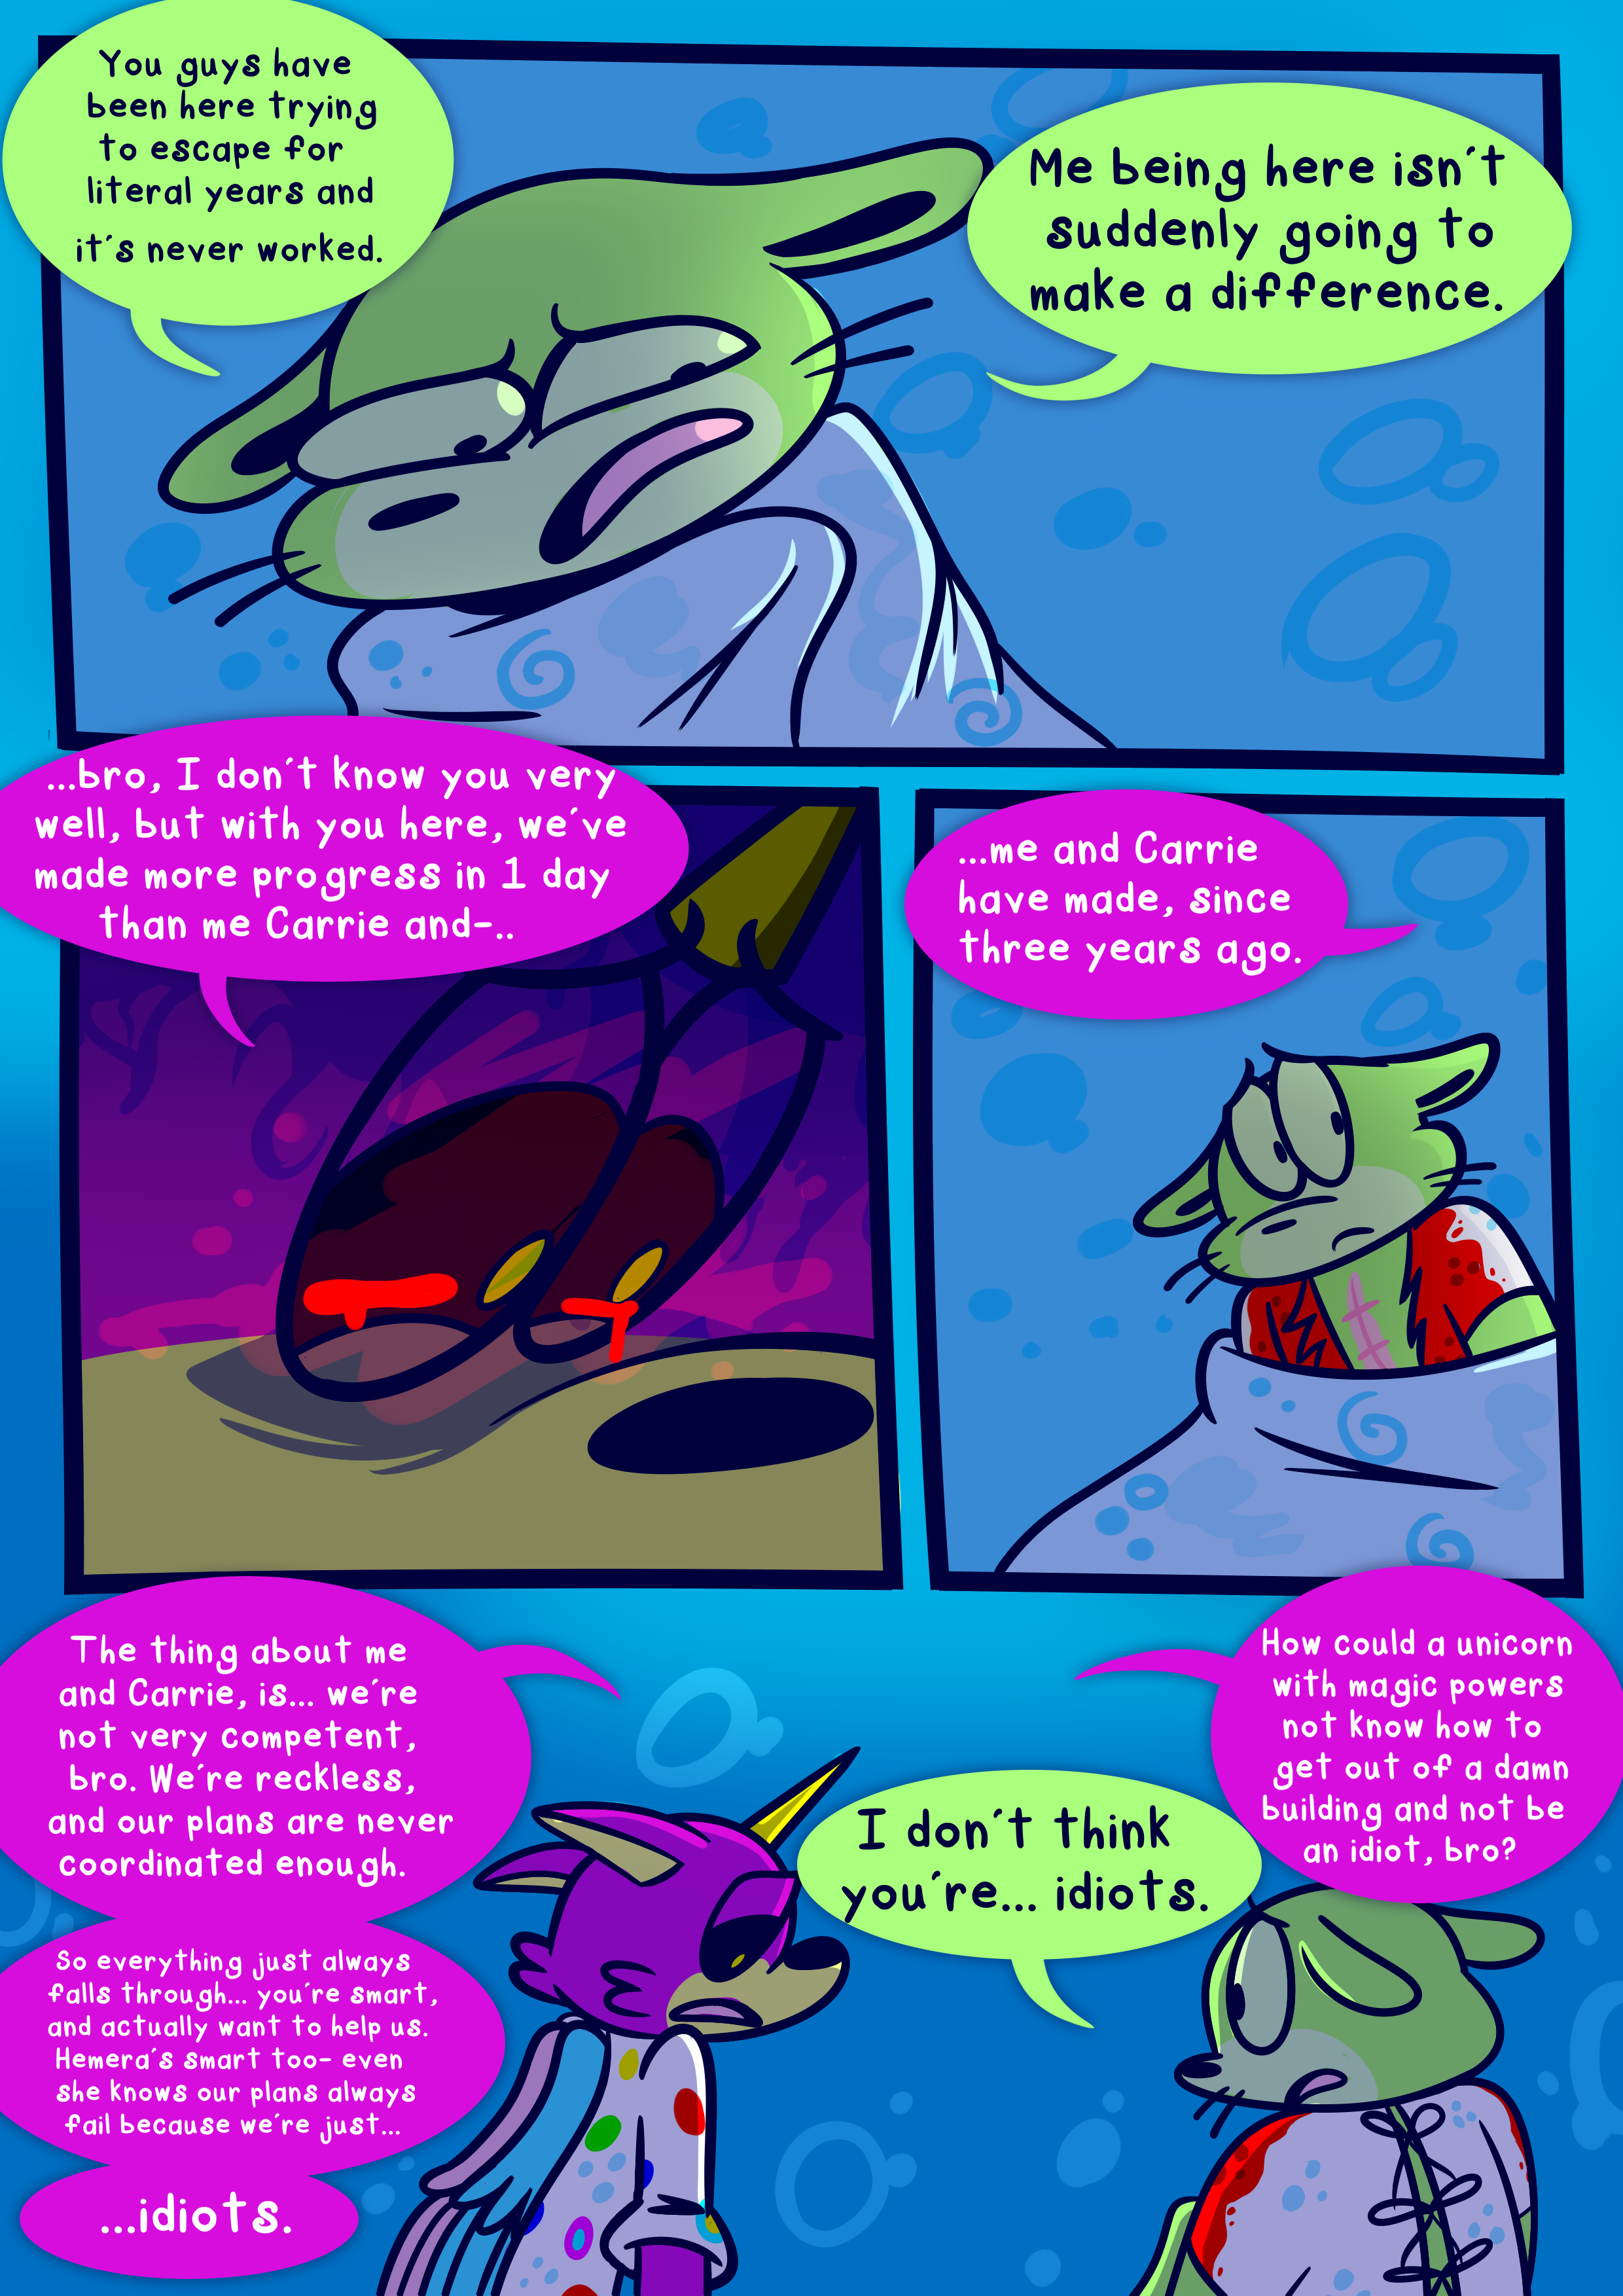 You guys have
been here trying
to escape for
literal years and
it's never worked.
Me being here isn't
suddenly going to
make a difference.
...bro, I don't know you very
well, but with you here, we've
made more progress in 1 day
than me Carrie and-..
...me and Carrie
have made, since
three years ago.
The thing about me
and Carrie, is... we're
not very competent,
bro. We're reckless,
and our plans are never
coordinated enough.
So everything just always
falls through... you're smart,
and actually want to help us.
Hemera's smart too- even
she knows our plans always
fail because we're just...
...idiots.
I don't think
you're... idiots.
How could a unicorn
with magic powers
not know how to
get out of a damn
building and not be
an idiot, bro?